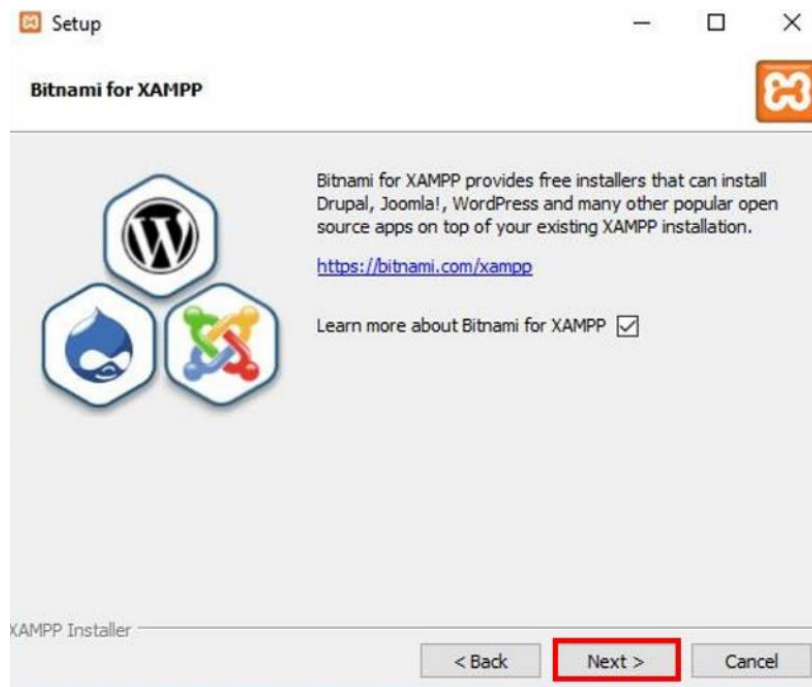 Setup
Bitnami for XAMPP
Bitnami for XAMPP provides free installers that can install
Drupal, Joomla!, WordPress and many other popular open
source apps on top of your existing XAMPP installation.
https://bitnami.com/xampp
Learn more about Bitnami for XAMPP
XAMPP Installer
< Back
Next >
Cancel